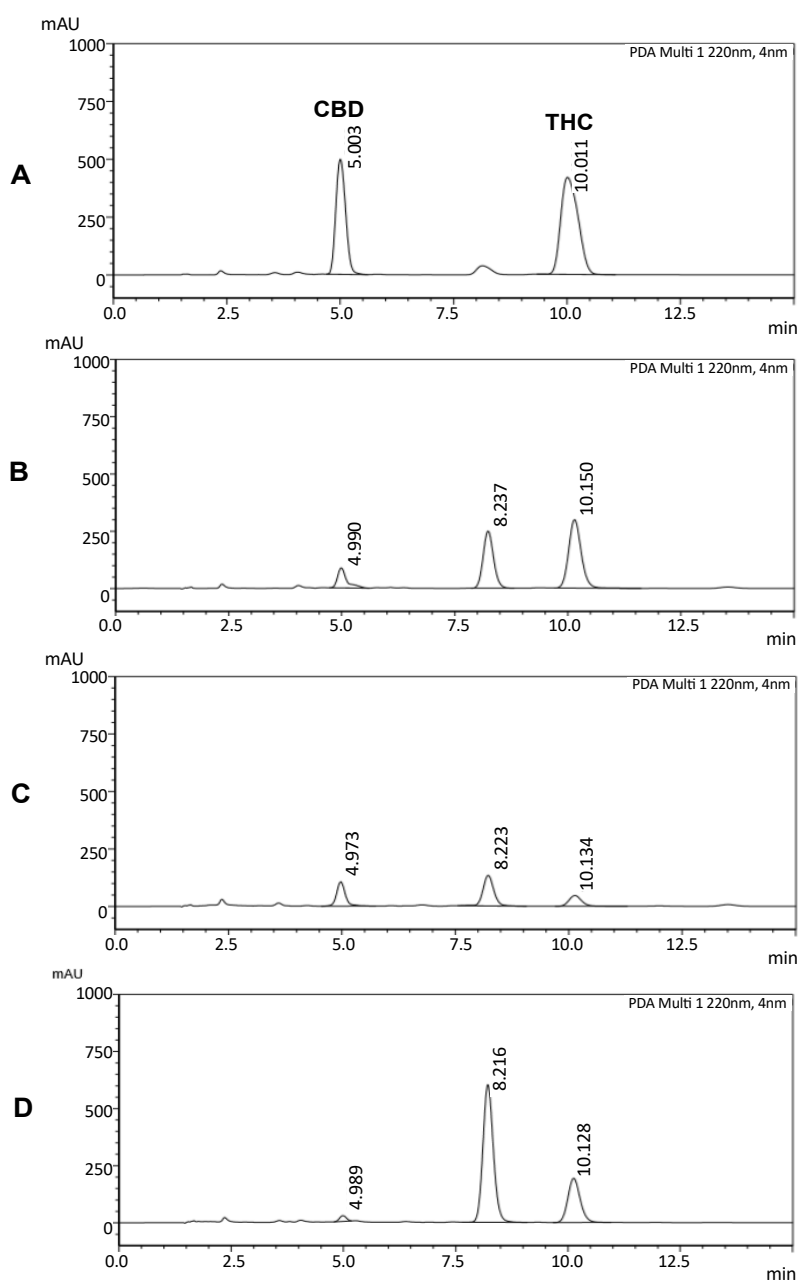 mAU
1000
PDA Multi 1 220nm, 4nm
750
CBD
THC
5.003
10.011
A
500
250
0
0.0 2.5 5.0 7.5 10.0 12.5
min
mAU
1000
PDA Multi 1 220nm, 4nm
750
B
500
4.990
8.237
10.150
250
0
0.0 2.5 5.0 7.5 10.0 12.5
min
mAU
1000
PDA Multi 1 220nm, 4nm
750
C
500
4.973
8.223
10.134
250
0
0.0 2.5 5.0 7.5 10.0 12.5
min
mAU
1000
PDA Multi 1 220nm, 4nm
750
8.216
D
500
4.989
10.128
250
0
0.0 2.5 5.0 7.5 10.0 12.5
min